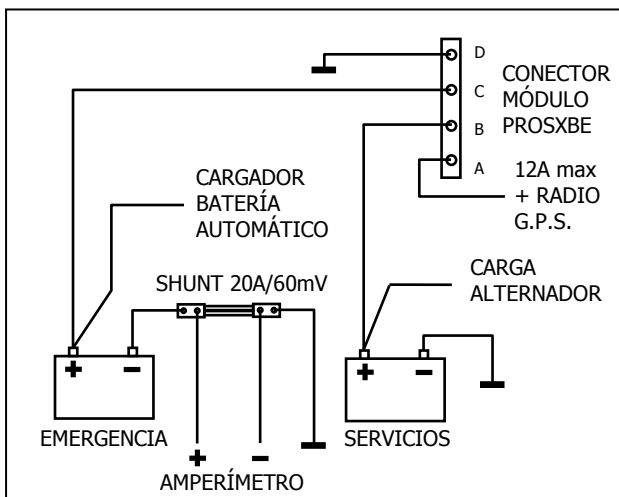 D
C
B
A
CONECTOR
MÓDULO
PROSXBE
12A max
+ RADIO
G.P.S.
CARGADOR
BATERÍA
AUTOMÁTICO
SHUNT 20A/60mV
CARGA
ALTERNADOR
+ −
+ −
EMERGENCIA
SERVICIOS
+ −
AMPERÍMETRO